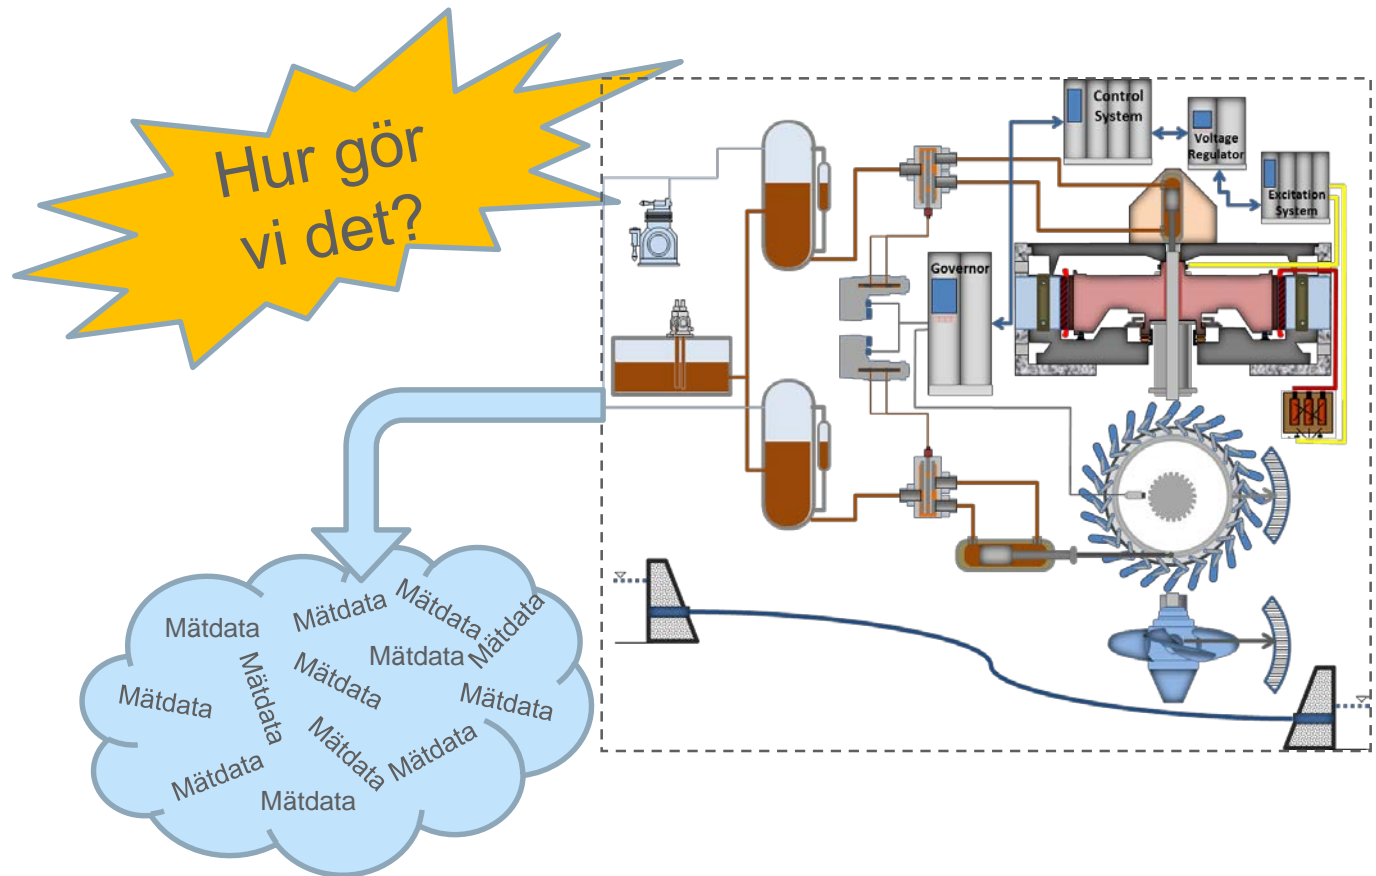 Hur gör
vi det?
Control
System
Voltage
Regulator
Excitation
System
Governor
Mätdata
Mätdata
Mätdata
Mätdata
Mätdata
Mätdata
Mätdata
Mätdata
Mätdata
Mätdata
Mätdata
Mätdata
Mätdata